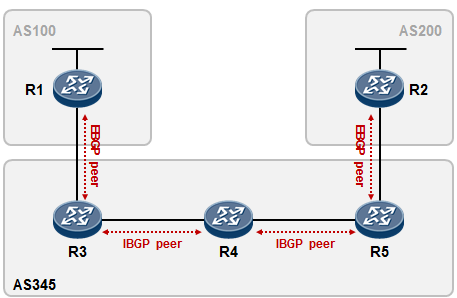 AS100
AS200
R1
R2
EBGP peer
EBGP peer
R3
IBGP peer
R4
IBGP peer
R5
AS345